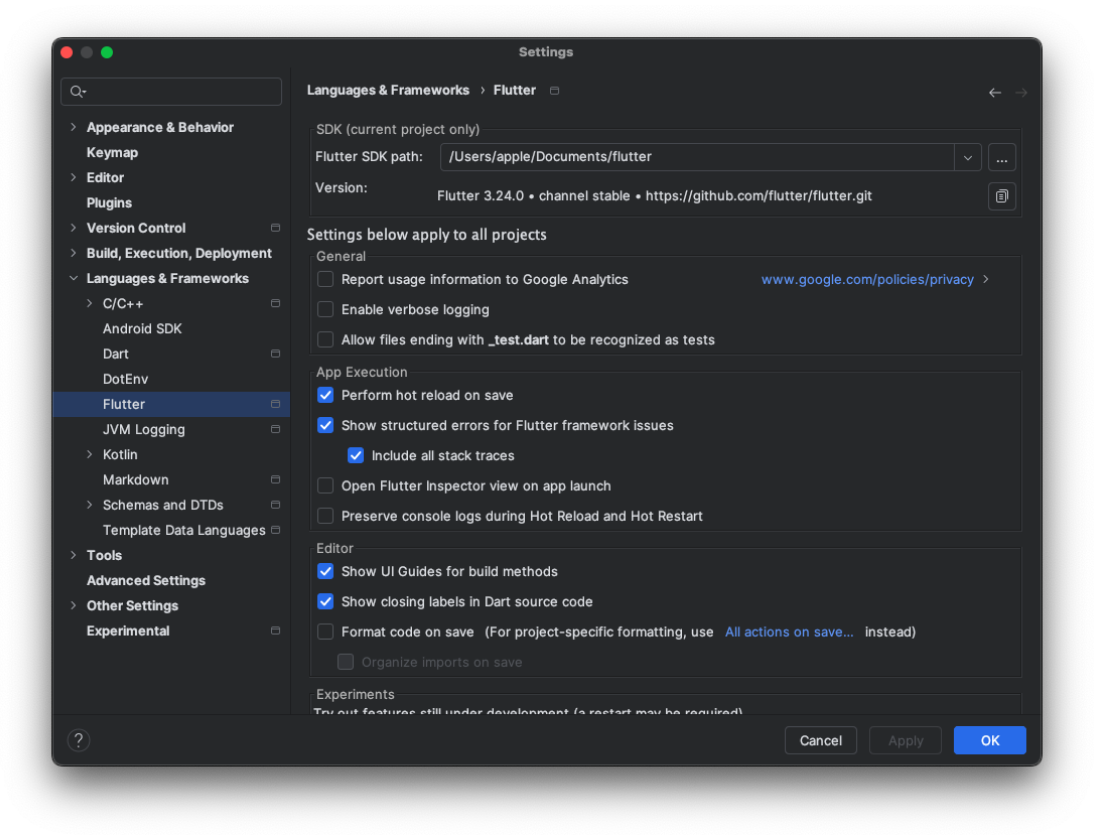 Settings
Appearance & Behavior
Keymap
Editor
Plugins
Version Control
Build, Execution, Deployment
Languages & Frameworks
C/C++
Android SDK
Dart
DotEnv
Flutter
JVM Logging
Kotlin
Markdown
Schemas and DTDs
Template Data Languages
Tools
Advanced Settings
Other Settings
Experimental
Languages & Frameworks › Flutter
SDK (current project only)
Flutter SDK path: /Users/apple/Documents/flutter ...
Version: Flutter 3.24.0 • channel stable • https://github.com/flutter/flutter.git
Settings below apply to all projects
General
Report usage information to Google Analytics www.google.com/policies/privacy
Enable verbose logging
Allow files ending with _test.dart to be recognized as tests
App Execution
Perform hot reload on save
Show structured errors for Flutter framework issues
Include all stack traces
Open Flutter Inspector view on app launch
Preserve console logs during Hot Reload and Hot Restart
Editor
Show UI Guides for build methods
Show closing labels in Dart source code
Format code on save (For project-specific formatting, use All actions on save... instead)
Organize imports on save
Experiments
Try out features still under development (a restart may be required)
? Cancel Apply OK